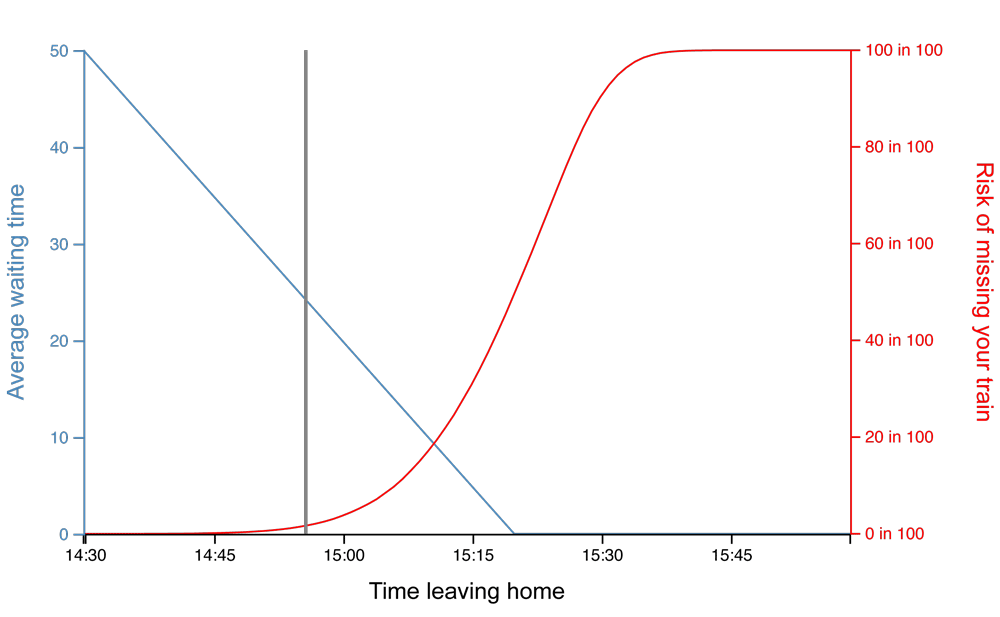 Average waiting time
50
40
30
20
10
0
14:30
14:45
15:00
15:15
15:30
15:45
Time leaving home
100 in 100
80 in 100
60 in 100
40 in 100
20 in 100
0 in 100
Risk of missing your train